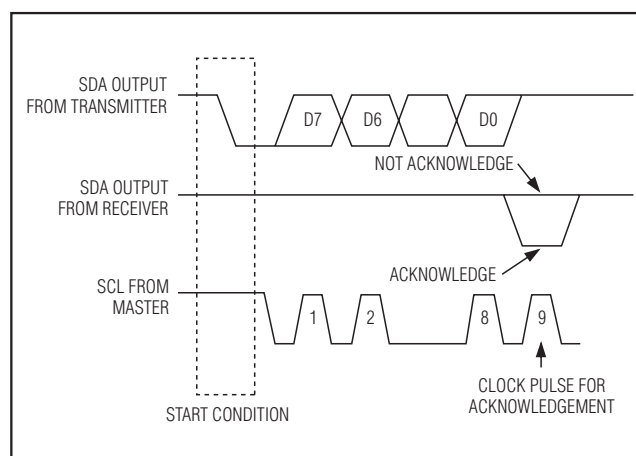 SDA OUTPUT
FROM TRANSMITTER
D7
D6
D0
NOT ACKNOWLEDGE
SDA OUTPUT
FROM RECEIVER
ACKNOWLEDGE
SCL FROM
MASTER
1
2
8
9
START CONDITION
CLOCK PULSE FOR
ACKNOWLEDGEMENT